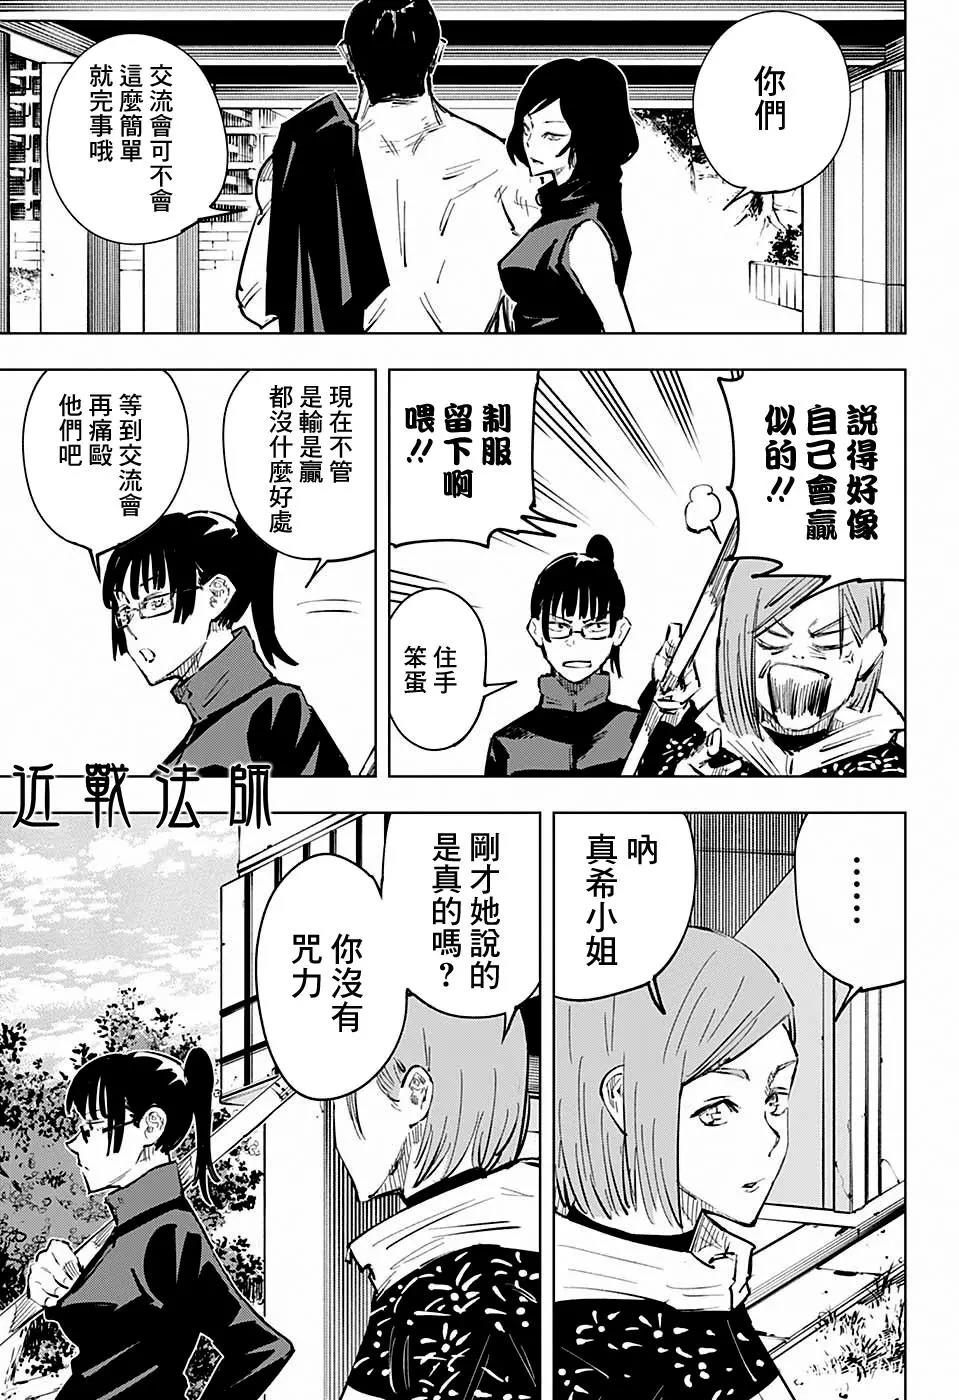 你們
交流會可不會
這麼簡單
就完事哦
說得好像
自己會贏
似的!!
制服
留下啊
喂!!
住手
笨蛋
現在不管
是輸是贏
都沒什麼好處
等到交流會
再痛毆
他們吧
近戰法師
……
吶
真希小姐
剛才她說的
是真的嗎?
你沒有
咒力